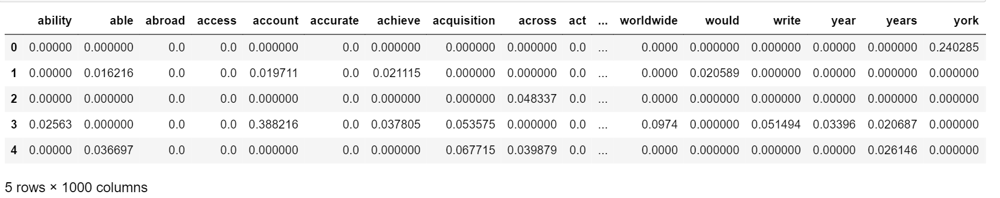 ability able abroad access account accurate achieve acquisition across act ... worldwide would write year years york
0 0.00000 0.000000 0.0 0.0 0.000000 0.0 0.000000 0.000000 0.000000 0.0 ... 0.0000 0.000000 0.000000 0.00000 0.000000 0.240285
1 0.00000 0.016216 0.0 0.0 0.019711 0.0 0.021115 0.000000 0.000000 0.0 ... 0.0000 0.020589 0.000000 0.00000 0.000000 0.000000
2 0.00000 0.000000 0.0 0.0 0.000000 0.0 0.000000 0.000000 0.048337 0.0 ... 0.0000 0.000000 0.000000 0.00000 0.000000 0.000000
3 0.02563 0.000000 0.0 0.0 0.388216 0.0 0.037805 0.053575 0.000000 0.0 ... 0.0974 0.000000 0.051494 0.03396 0.020687 0.000000
4 0.00000 0.036697 0.0 0.0 0.000000 0.0 0.000000 0.067715 0.039879 0.0 ... 0.0000 0.000000 0.000000 0.00000 0.026146 0.000000
5 rows × 1000 columns